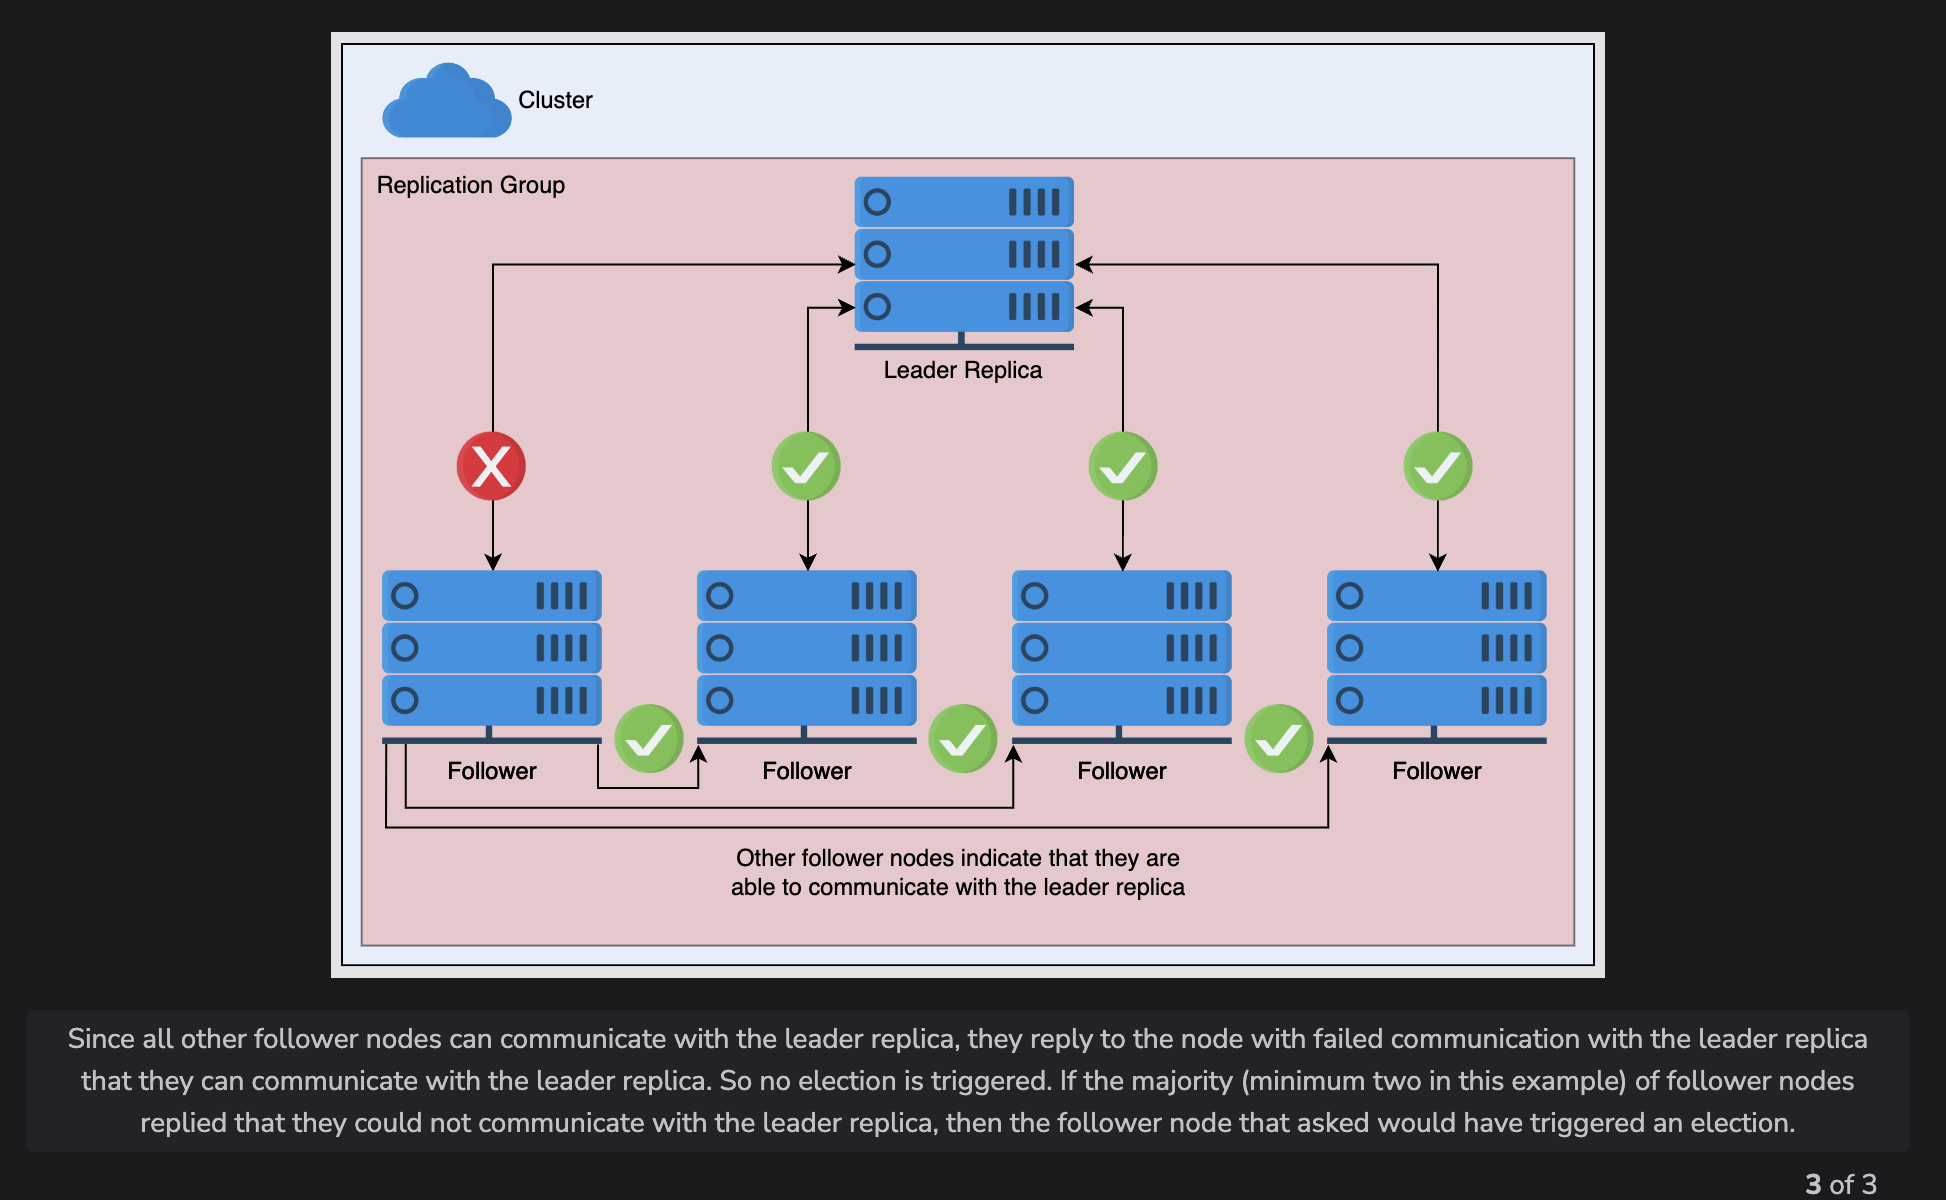 Cluster
Replication Group
Leader Replica
X
Follower
Follower
Follower
Follower
Other follower nodes indicate that they are
able to communicate with the leader replica
Since all other follower nodes can communicate with the leader replica, they reply to the node with failed communication with the leader replica
that they can communicate with the leader replica. So no election is triggered. If the majority (minimum two in this example) of follower nodes
replied that they could not communicate with the leader replica, then the follower node that asked would have triggered an election.
3 of 3